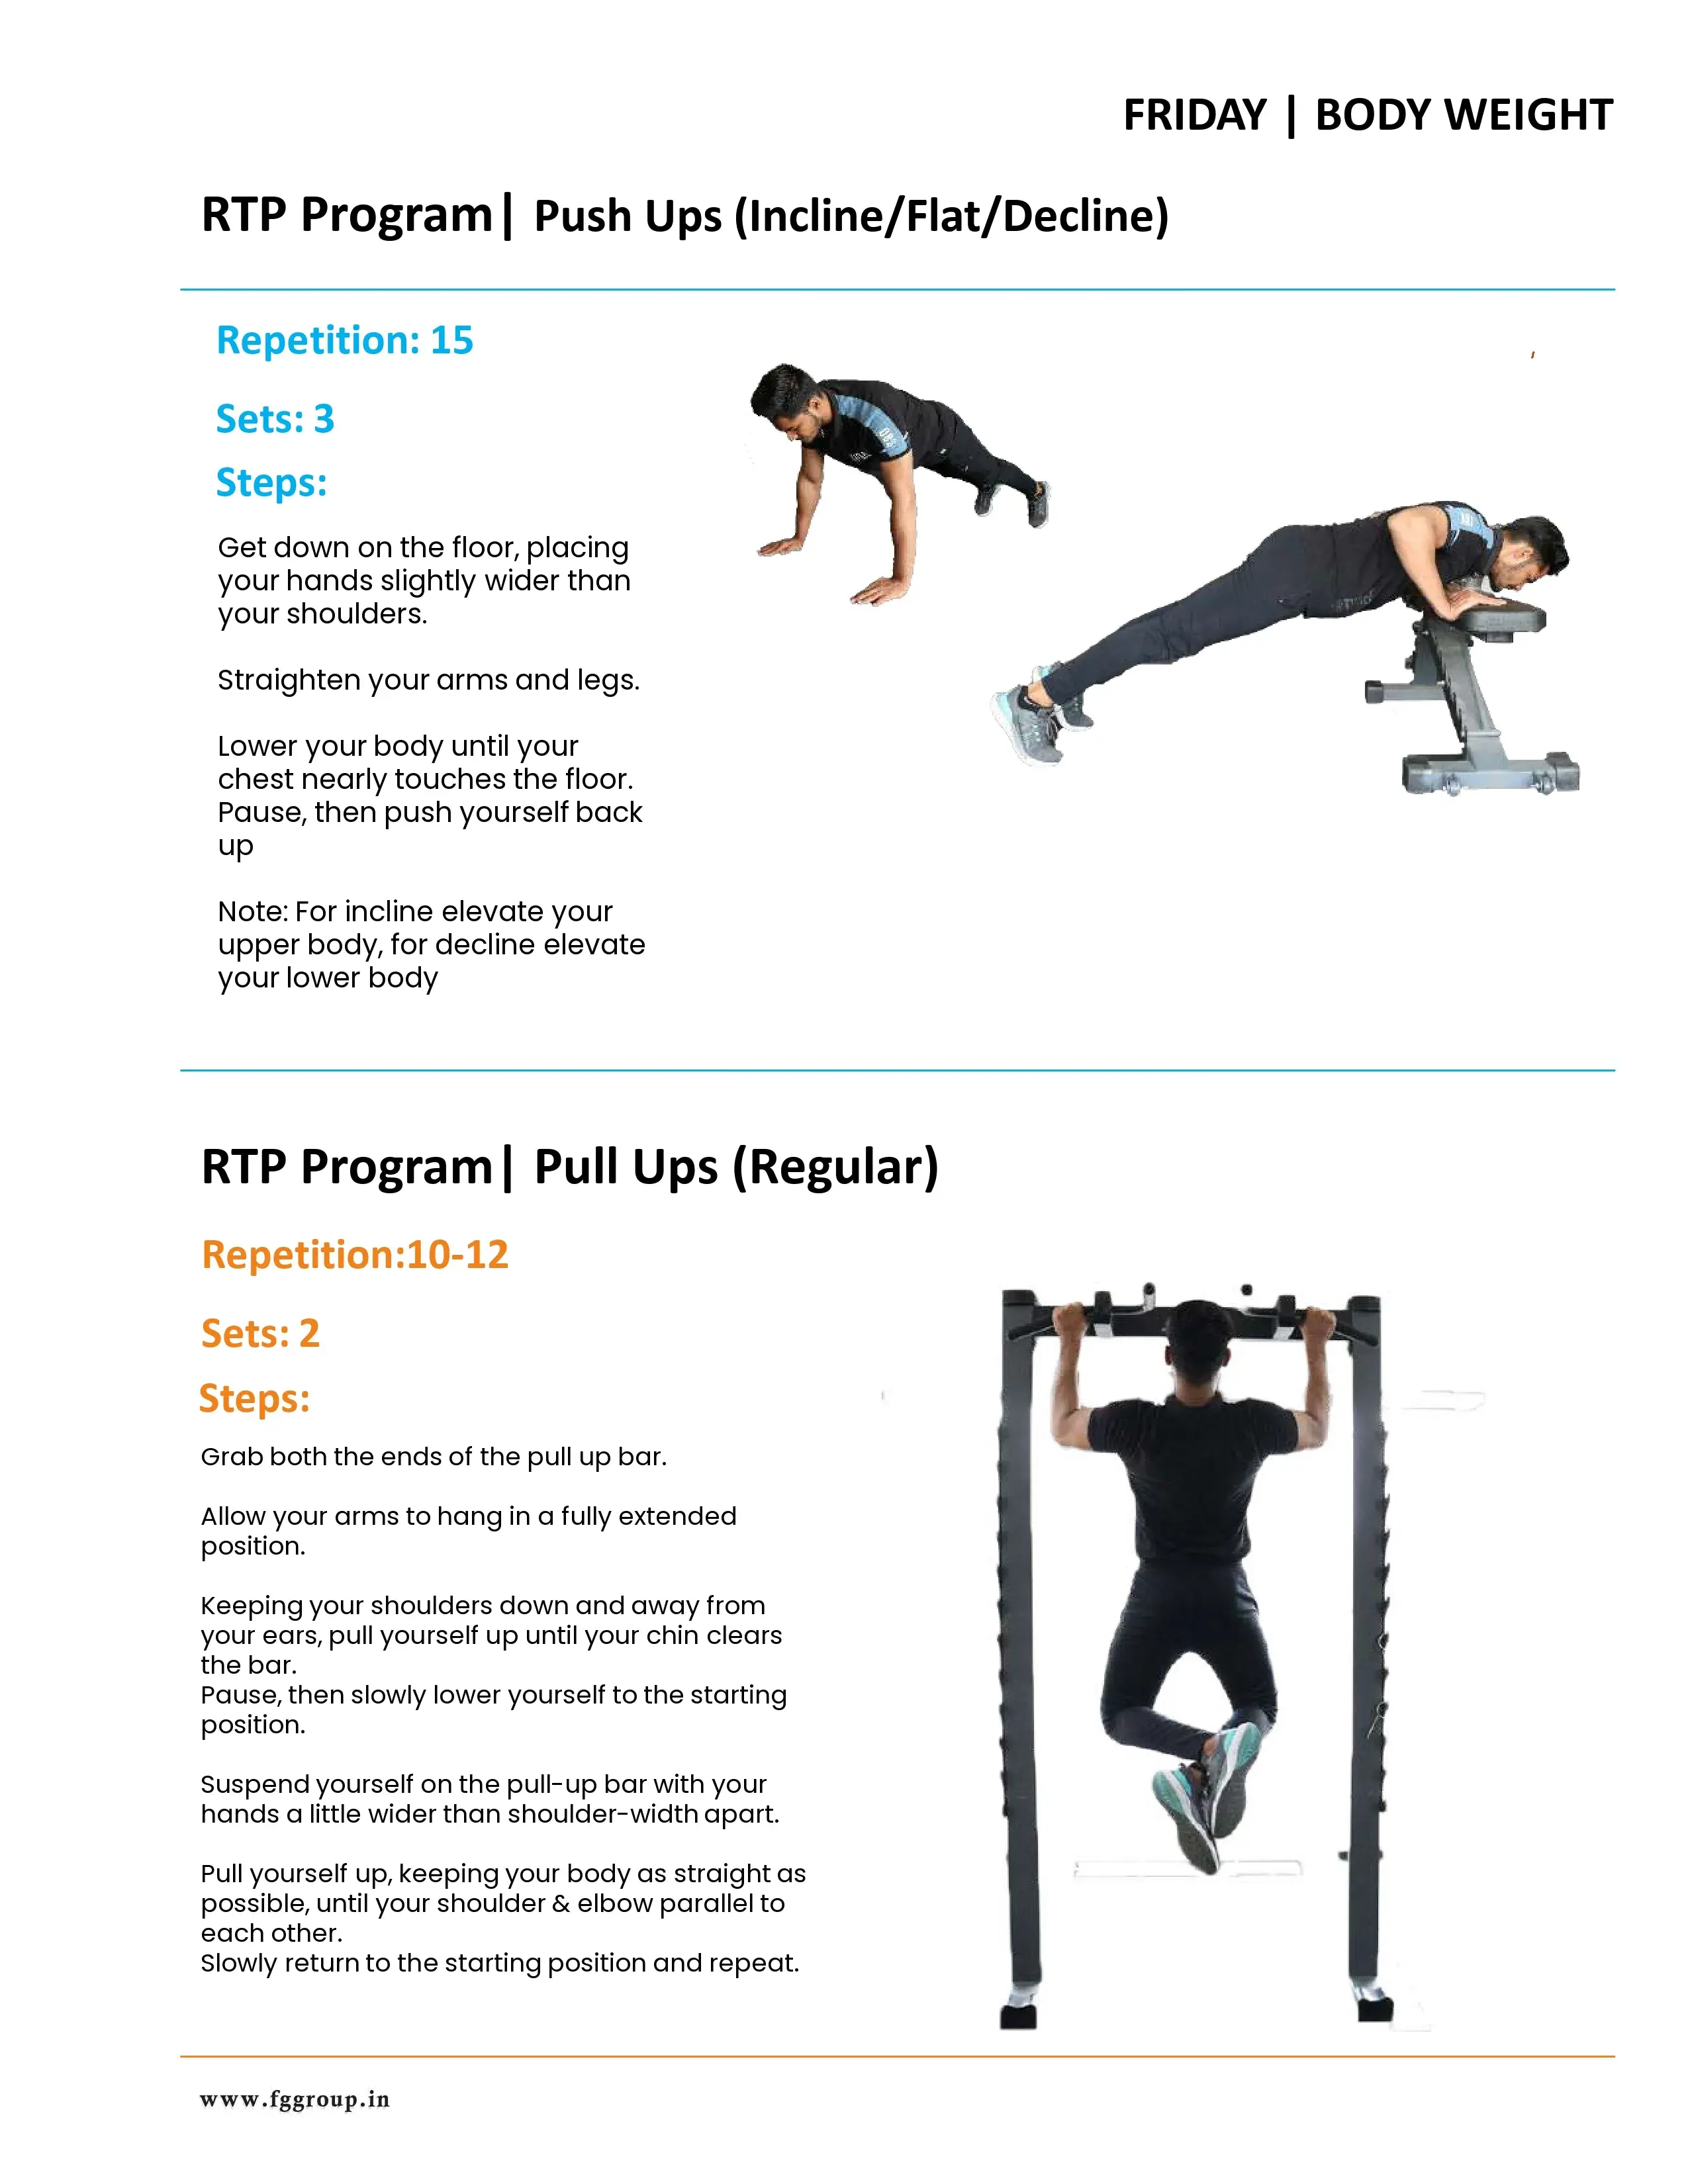 FRIDAY | BODY WEIGHT
RTP Program| Push Ups (Incline/Flat/Decline)
Repetition: 15
Sets: 3
Steps:
Get down on the floor, placing
your hands slightly wider than
your shoulders.
Straighten your arms and legs.
Lower your body until your
chest nearly touches the floor.
Pause, then push yourself back
up
Note: For incline elevate your
upper body, for decline elevate
your lower body
RTP Program| Pull Ups (Regular)
Repetition:10-12
Sets: 2
Steps:
Grab both the ends of the pull up bar.
Allow your arms to hang in a fully extended
position.
Keeping your shoulders down and away from
your ears, pull yourself up until your chin clears
the bar.
Pause, then slowly lower yourself to the starting
position.
Suspend yourself on the pull-up bar with your
hands a little wider than shoulder-width apart.
Pull yourself up, keeping your body as straight as
possible, until your shoulder & elbow parallel to
each other.
Slowly return to the starting position and repeat.
www.fggroup.in